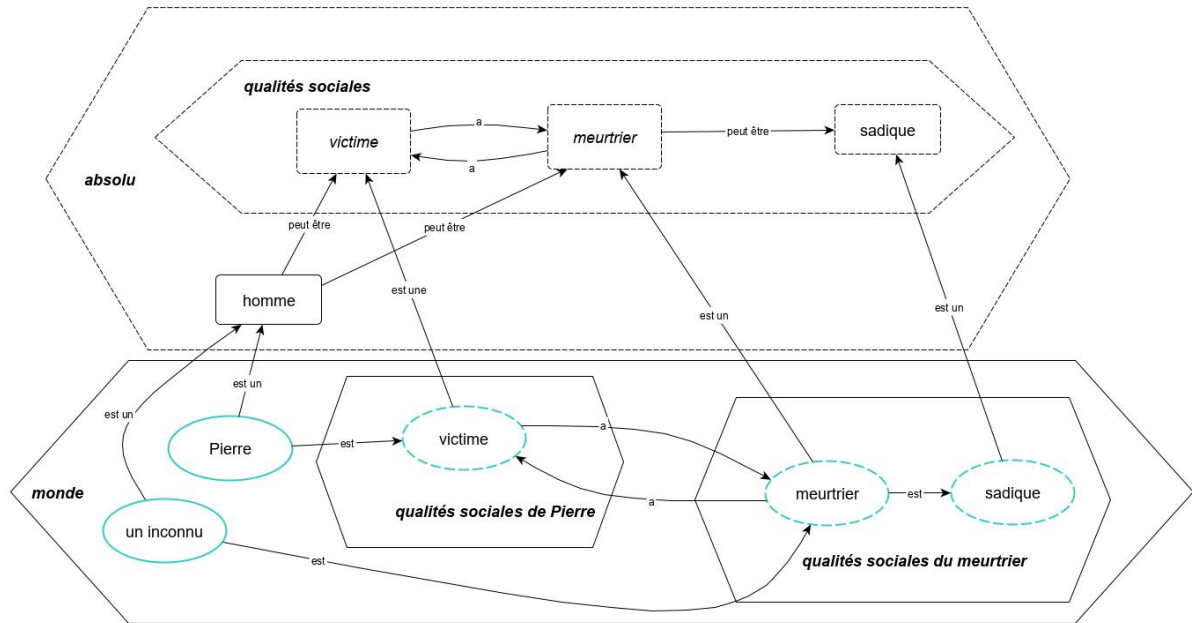 qualités sociales
a
victime
meurtrier
peut être
sadique
a
absolu
peut être
peut être
homme
est une
est un
est un
est un
est un
Pierre
est
victime
a
monde
meurtrier
est
sadique
qualités sociales de Pierre
a
un inconnu
est
qualités sociales du meurtrier